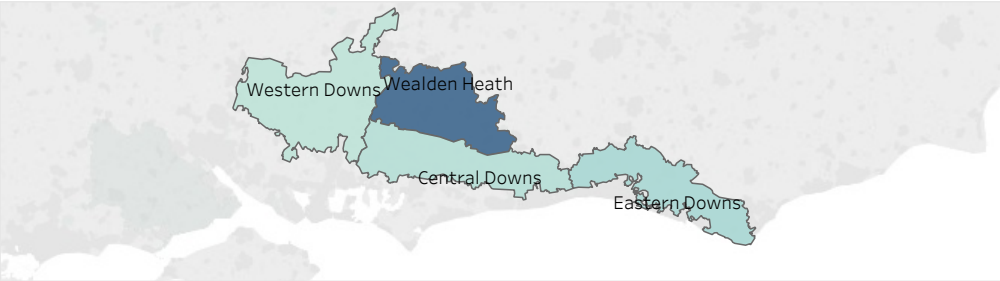 Western Downs
Wealden Heath
Central Downs
Eastern Downs